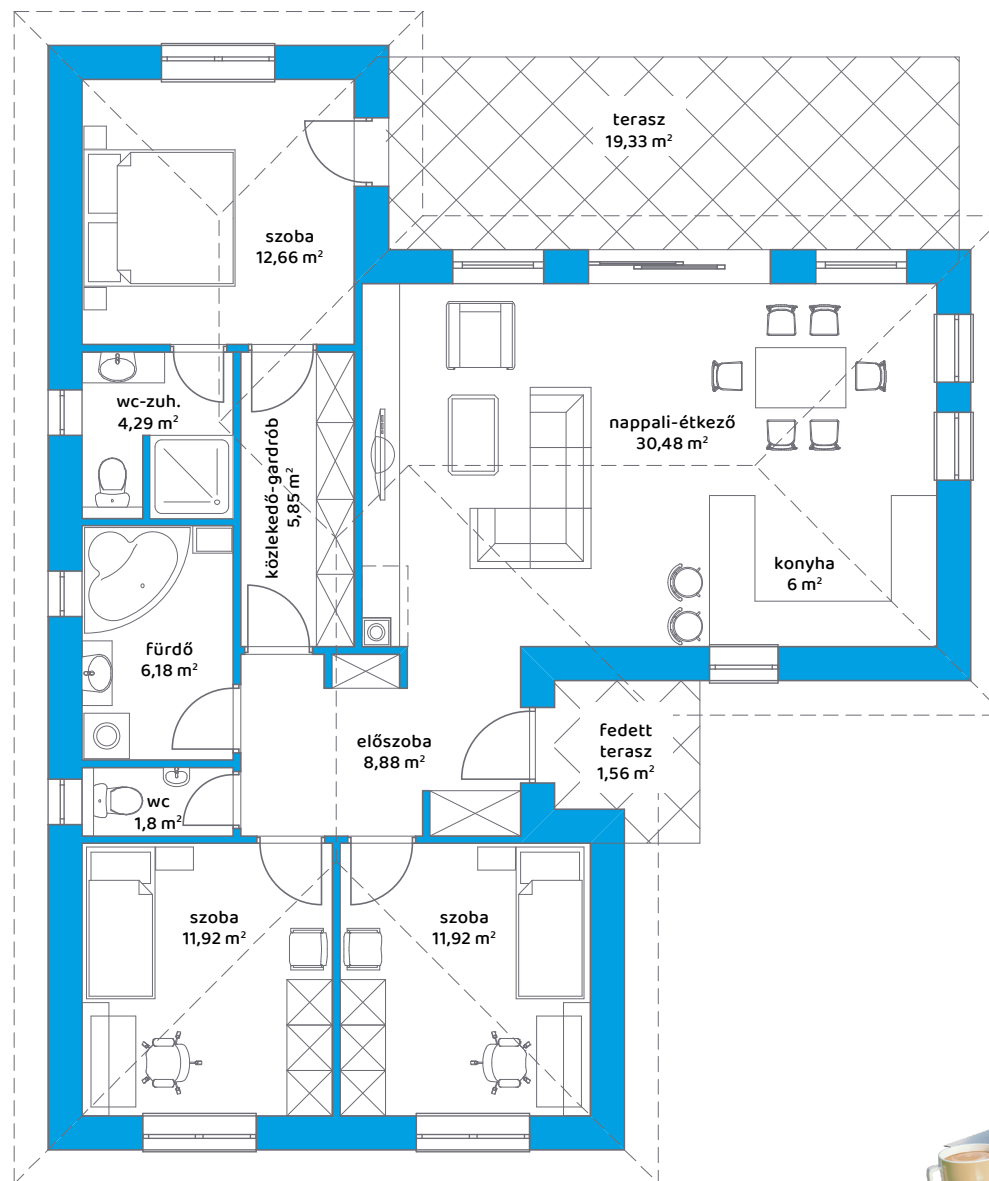 terasz
19,33 m²
szoba
12,66 m²
wc-zuh.
4,29 m²
közlekedő-gardrób
5,85 m²
nappali-étkező
30,48 m²
konyha
6 m²
fürdő
6,18 m²
előszoba
8,88 m²
fedett
terasz
1,56 m²
wc
1,8 m²
szoba
11,92 m²
szoba
11,92 m²